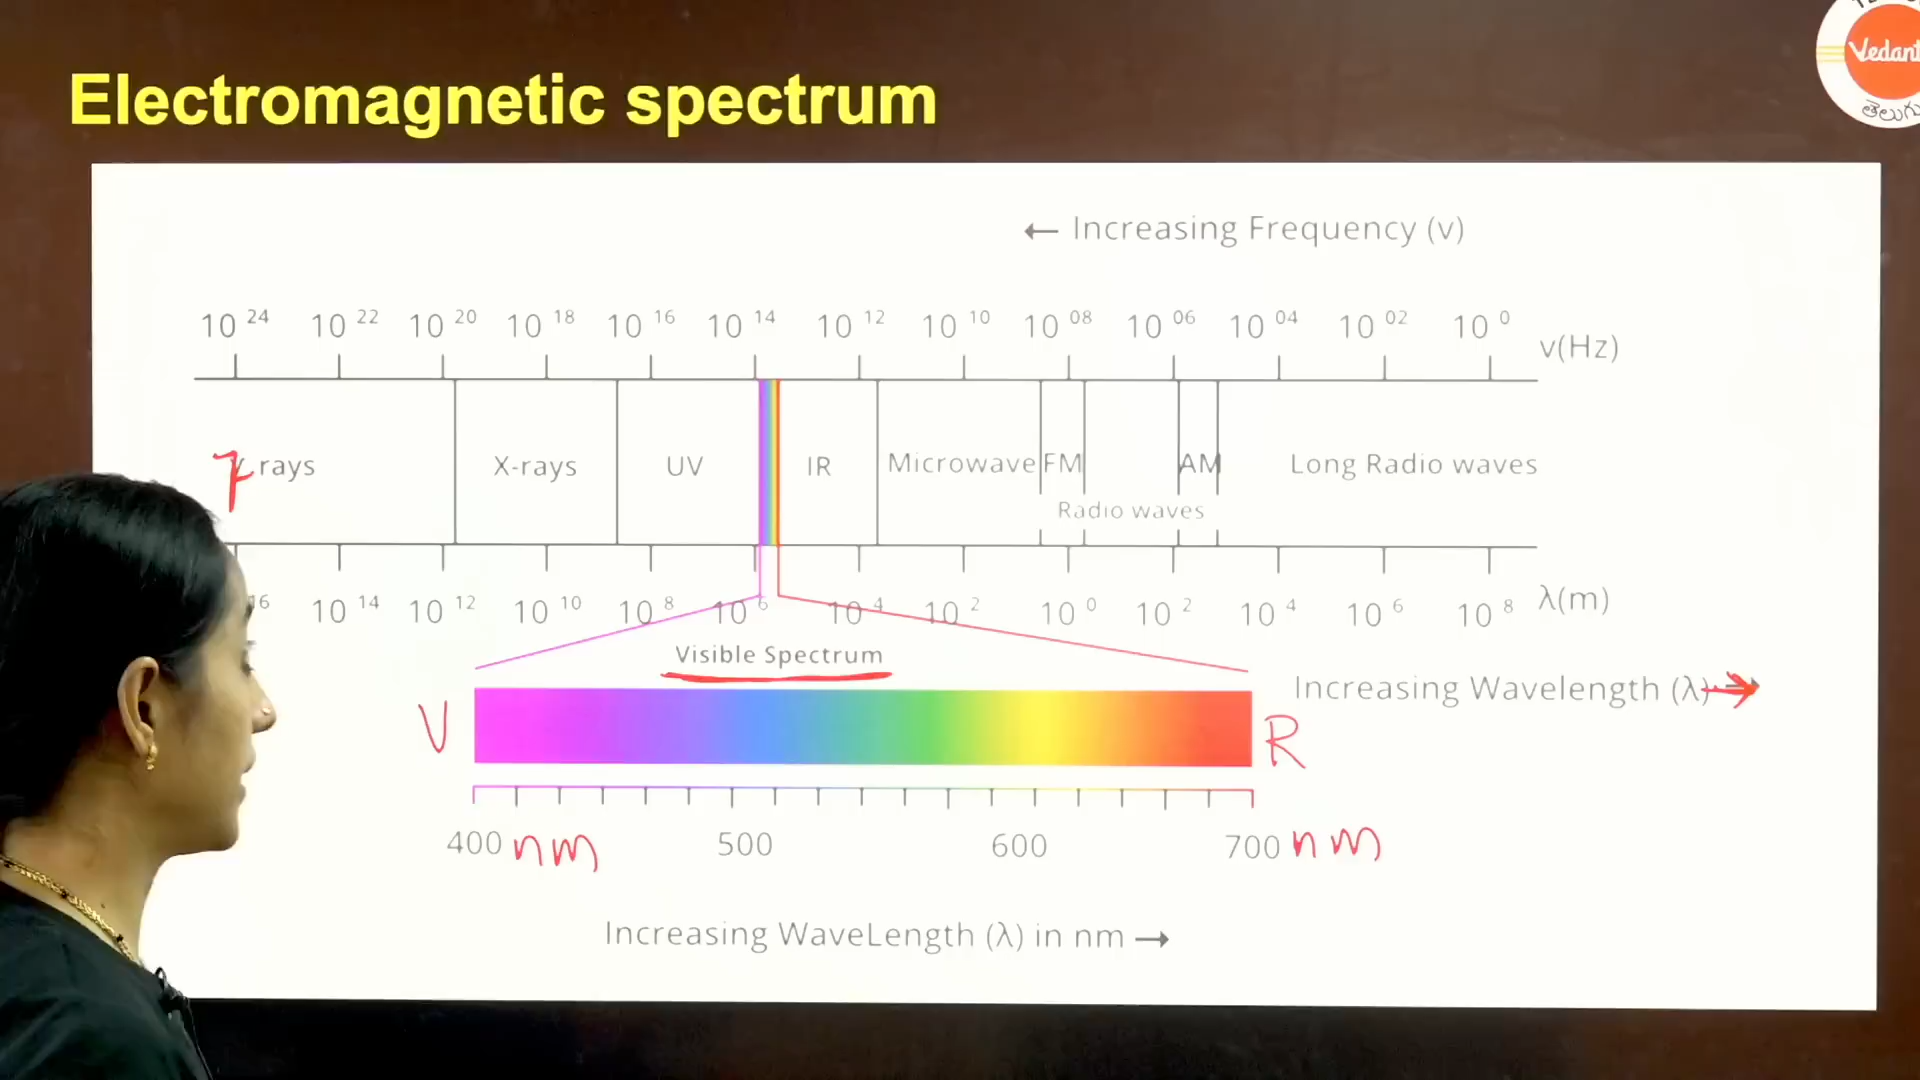 Electromagnetic spectrum
Vedant
తెలుగు
← Increasing Frequency (ν)
10 24 10 22 10 20 10 18 10 16 10 14 10 12 10 10 10 08 10 06 10 04 10 02 10 0 ν(Hz)
γ rays X-rays UV IR Microwave FM AM Long Radio waves
Radio waves
16 10 14 10 12 10 10 10 8 10 6 10 4 10 2 10 0 10 2 10 4 10 6 10 8 λ(m)
Visible Spectrum
Increasing Wavelength (λ) →
V R
400 nm 500 600 700 nm
Increasing WaveLength (λ) in nm →